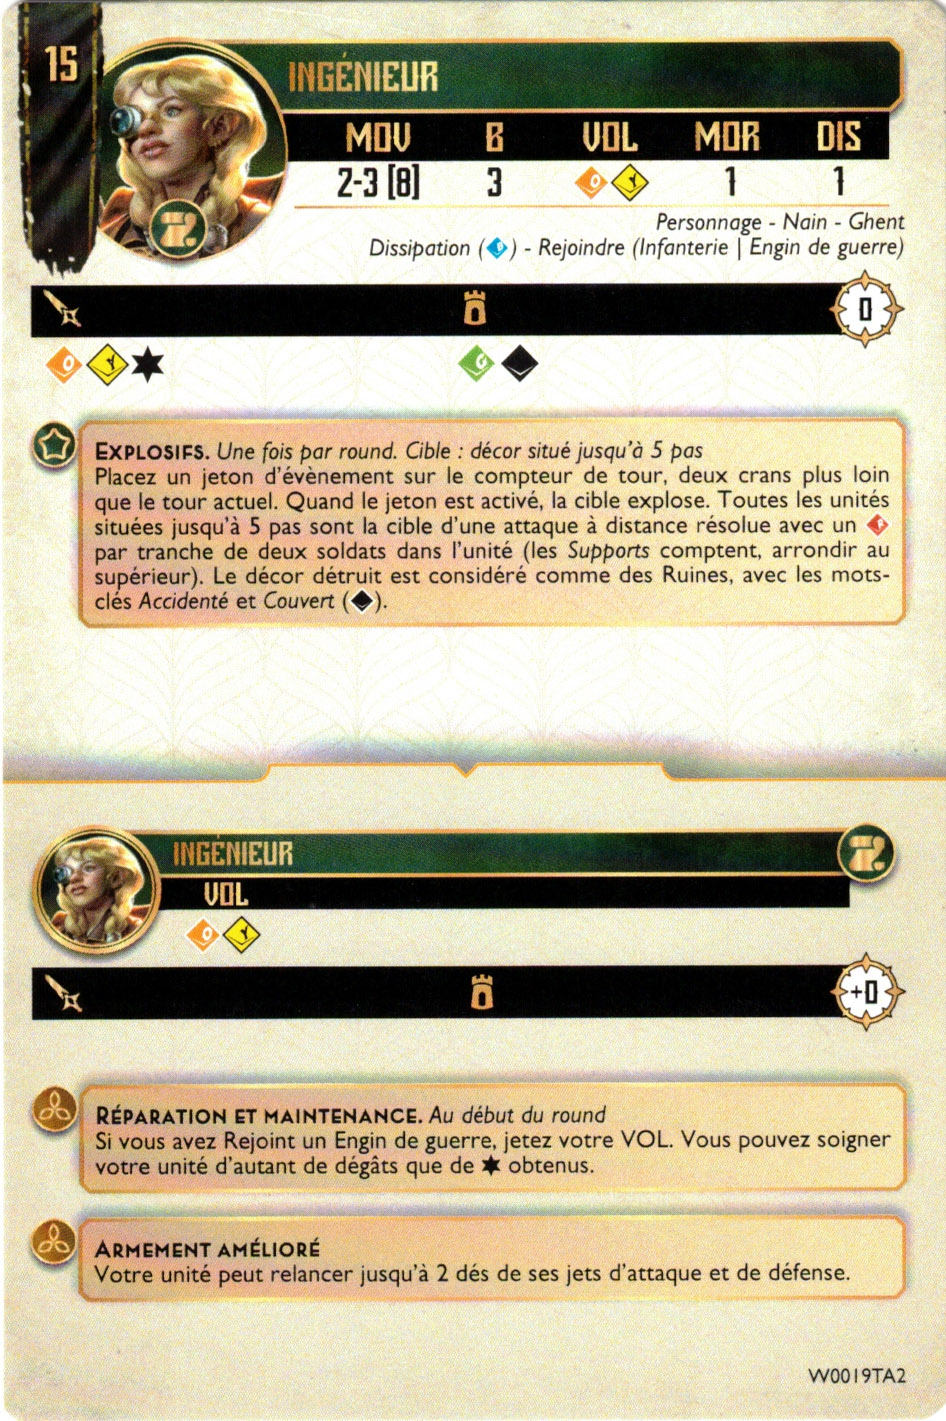 15
INGÉNIEUR
MOV B VOL MOR DIS
2-3 [8] 3 O Y 1 1
Personnage - Nain - Ghent
Dissipation ( ) - Rejoindre (Infanterie | Engin de guerre)
0
O Y G
EXPLOSIFS. Une fois par round. Cible : décor situé jusqu'à 5 pas
Placez un jeton d'évènement sur le compteur de tour, deux crans plus loin
que le tour actuel. Quand le jeton est activé, la cible explose. Toutes les unités
situées jusqu'à 5 pas sont la cible d'une attaque à distance résolue avec un
par tranche de deux soldats dans l'unité (les Supports comptent, arrondir au
supérieur). Le décor détruit est considéré comme des Ruines, avec les mots-
clés Accidenté et Couvert ( ).
INGÉNIEUR
VOL
O Y
+0
RÉPARATION ET MAINTENANCE. Au début du round
Si vous avez Rejoint un Engin de guerre, jetez votre VOL. Vous pouvez soigner
votre unité d'autant de dégâts que de ✶ obtenus.
ARMEMENT AMÉLIORÉ
Votre unité peut relancer jusqu'à 2 dés de ses jets d'attaque et de défense.
W0019TA2